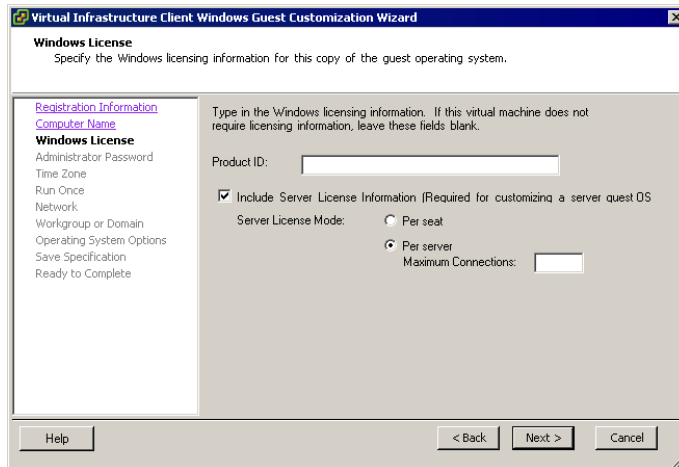 Virtual Infrastructure Client Windows Guest Customization Wizard
Windows License
Specify the Windows licensing information for this copy of the guest operating system.
Registration Information
Computer Name
Windows License
Administrator Password
Time Zone
Run Once
Network
Workgroup or Domain
Operating System Options
Save Specification
Ready to Complete
Type in the Windows licensing information. If this virtual machine does not
require licensing information, leave these fields blank.
Product ID:
Include Server License Information (Required for customizing a server guest OS
Server License Mode:
Per seat
Per server
Maximum Connections:
Help
< Back
Next >
Cancel